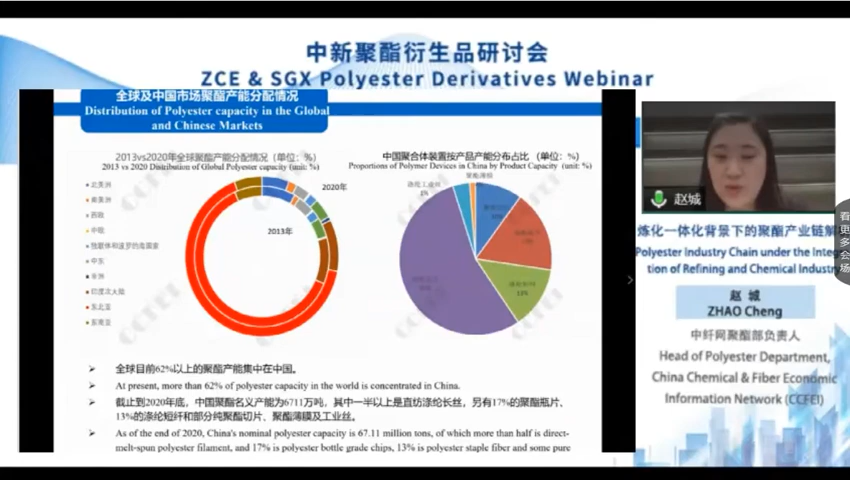 中新聚酯衍生品研讨会
ZCE & SGX Polyester Derivatives Webinar
全球及中国市场聚酯产能分配情况
Distribution of Polyester capacity in the Global
and Chinese Markets
2013vs2020年全球聚酯产能分配情况（单位：%）
2013 vs 2020 Distribution of Global Polyester capacity (unit: %)
北美洲
南美洲
西欧
中欧
独联体和波罗的海国家
中东
非洲
印度次大陆
东北亚
东南亚
2020年
2013年
中国聚合体装置按产品产能分布占比 （单位：%）
Proportions of Polymer Devices in China by Product Capacity (unit: %)
聚酯薄膜
涤纶工业丝
13%
CCFEI
全球目前62%以上的聚酯产能集中在中国。
At present, more than 62% of polyester capacity in the world is concentrated in China.
截止到2020年底，中国聚酯名义产能为6711万吨，其中一半以上是直纺涤纶长丝，另有17%的聚酯瓶片，
13%的涤纶短纤和部分纯聚酯切片、聚酯薄膜及工业丝。
As of the end of 2020, China's nominal polyester capacity is 67.11 million tons, of which more than half is direct-
melt-spun polyester filament, and 17% is polyester bottle grade chips, 13% is polyester staple fiber and some pure
赵城
炼化一体化背景下的聚酯产业链解
Polyester Industry Chain under the Integ
tion of Refining and Chemical Industry
赵 城
ZHAO Cheng
中纤网聚酯部负责人
Head of Polyester Department,
China Chemical & Fiber Economic
Information Network (CCFEI)
看
更
多
会
场